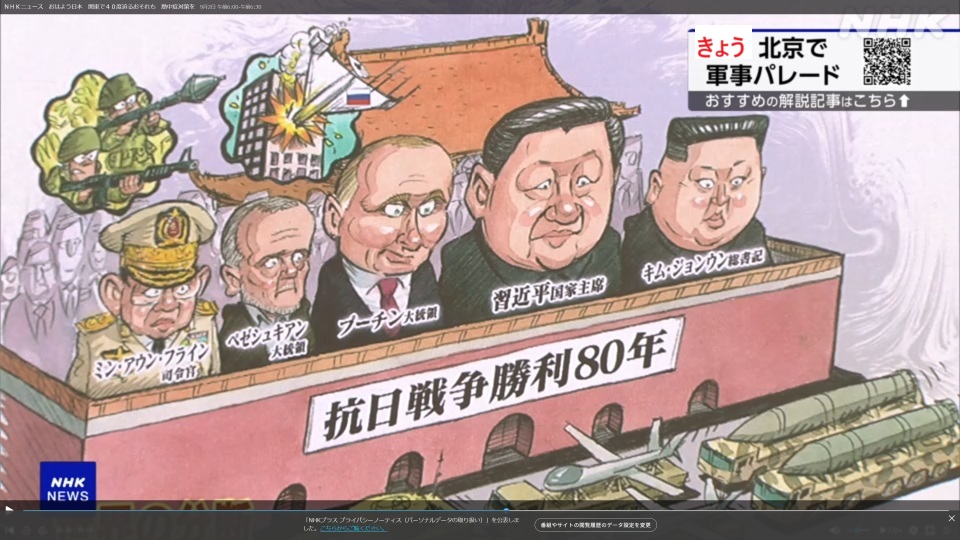 NHKニュース おはよう日本 関東で40度迫るおそれも 熱中症対策を
NHK
きょう 北京で
軍事パレード
おすすめの解説記事はこちら↑
ミン・アウン・フライン
司令官
ペゼシュキアン
大統領
プーチン大統領
習近平国家主席
キム・ジョンウン総書記
抗日戦争勝利80年
NHK
NEWS
「NHKプラス プライバシーノーティス（パーソナルデータの取り扱い）」を公表しま
した。こちらからご覧ください。
番組やサイトの閲覧履歴のデータ設定を変更